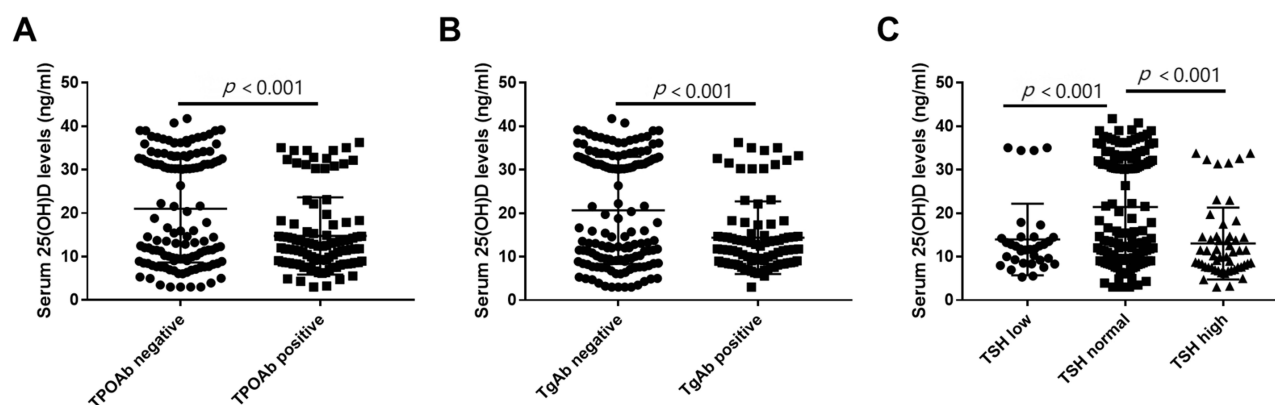 A
Serum 25(OH)D levels (ng/ml)
50
40
30
20
10
0
p < 0.001
TPOAb negative
TPOAb positive
B
Serum 25(OH)D levels (ng/ml)
50
40
30
20
10
0
p < 0.001
TgAb negative
TgAb positive
C
Serum 25(OH)D levels (ng/ml)
50
40
30
20
10
0
p < 0.001
p < 0.001
TSH low
TSH normal
TSH high